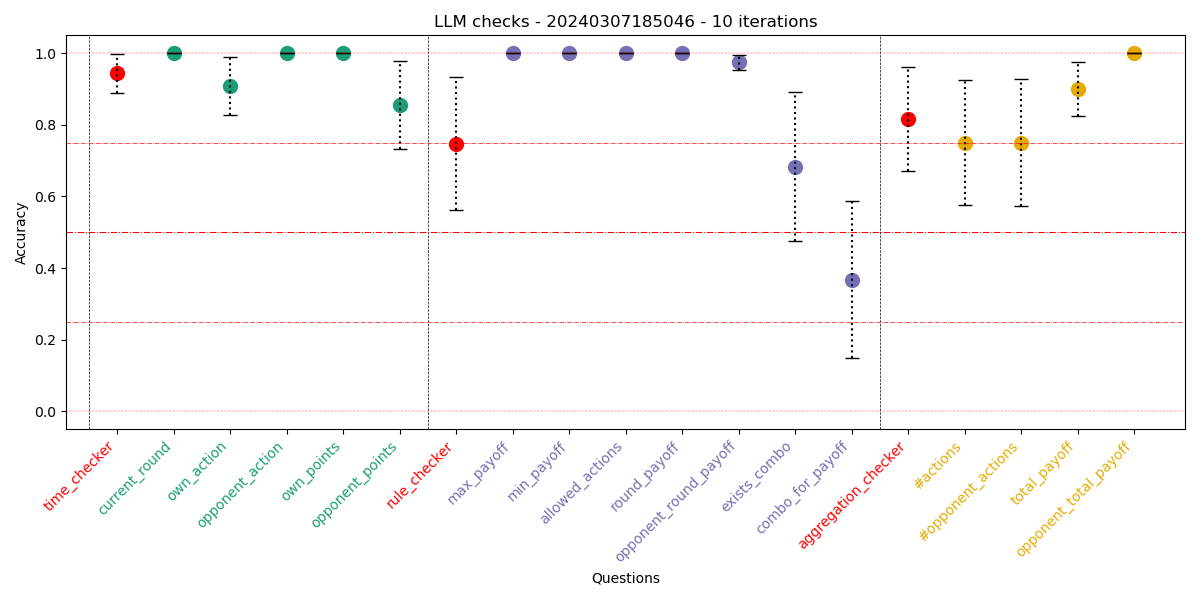 LLM checks - 20240307185046 - 10 iterations
Accuracy
1.0
0.8
0.6
0.4
0.2
0.0
time_checker
current_round
own_action
opponent_action
own_points
opponent_points
rule_checker
max_payoff
min_payoff
allowed_actions
round_payoff
opponent_round_payoff
exists_combo
combo_for_payoff
aggregation_checker
#actions
#opponent_actions
total_payoff
opponent_total_payoff
Questions